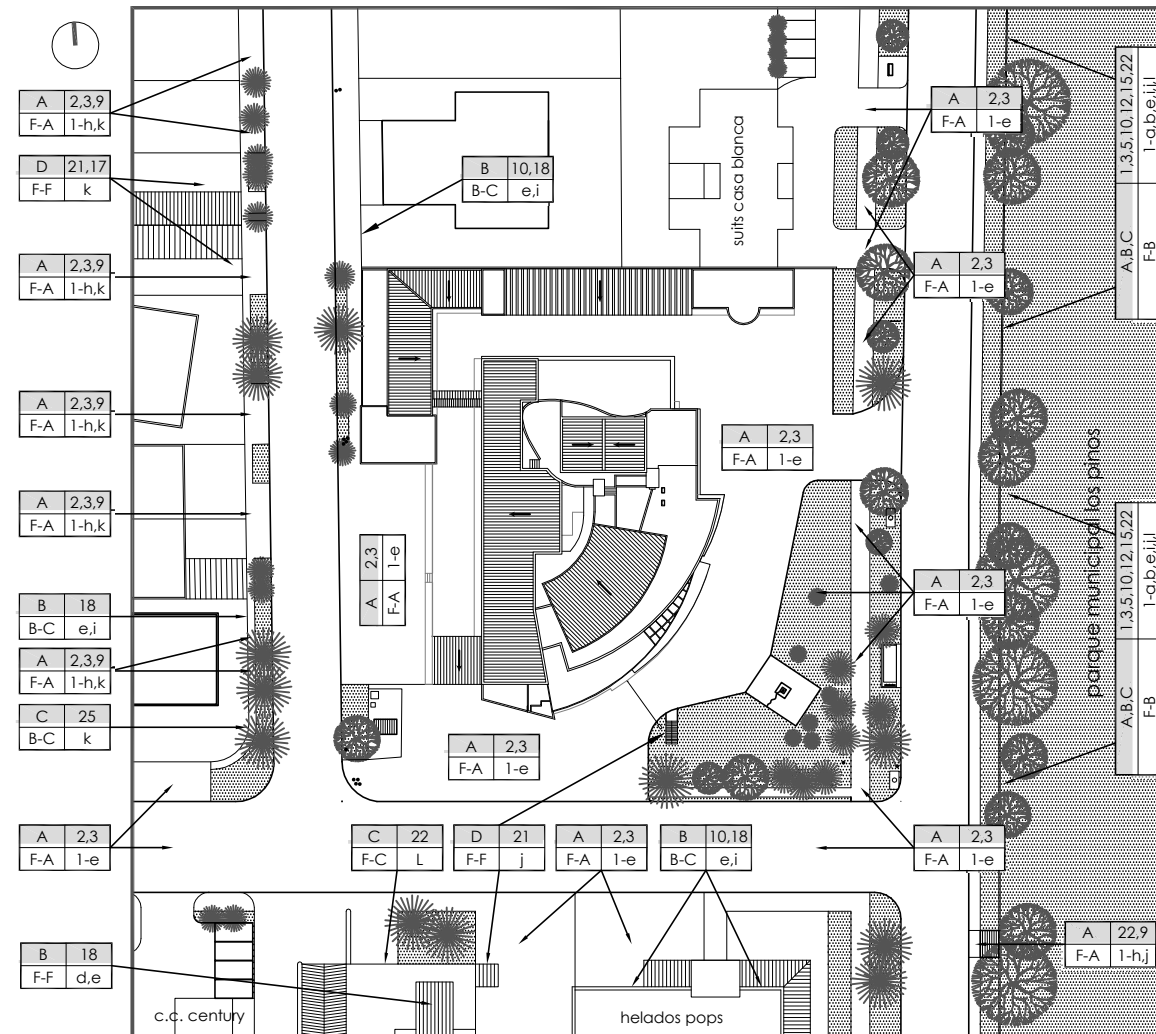 A 2,3,9
F-A 1-h,k
D 21,17
F-F k
A 2,3,9
F-A 1-h,k
A 2,3,9
F-A 1-h,k
A 2,3,9
F-A 1-h,k
B 18
B-C e,i
A 2,3,9
F-A 1-h,k
C 25
B-C k
A 2,3
F-A 1-e
B 18
F-F d,e
B 10,18
B-C e,i
suits casa blanca
A 2,3
F-A 1-e
A 2,3
F-A 1-e
A 2,3
F-A 1-e
A 2,3
F-A 1-e
A 2,3
F-A 1-e
A 2,3
F-A 1-e
C 22
F-C L
D 21
F-F j
A 2,3
F-A 1-e
B 10,18
B-C e,i
A 2,3
F-A 1-e
A 22,9
F-A 1-h,j
A,B,C 1,3,5,10,12,15,22
F-B 1-a,b,e,i,j,l
parque municipal los pinos
A,B,C 1,3,5,10,12,15,22
F-B 1-a,b,e,i,j,l
c.c. century
helados pops